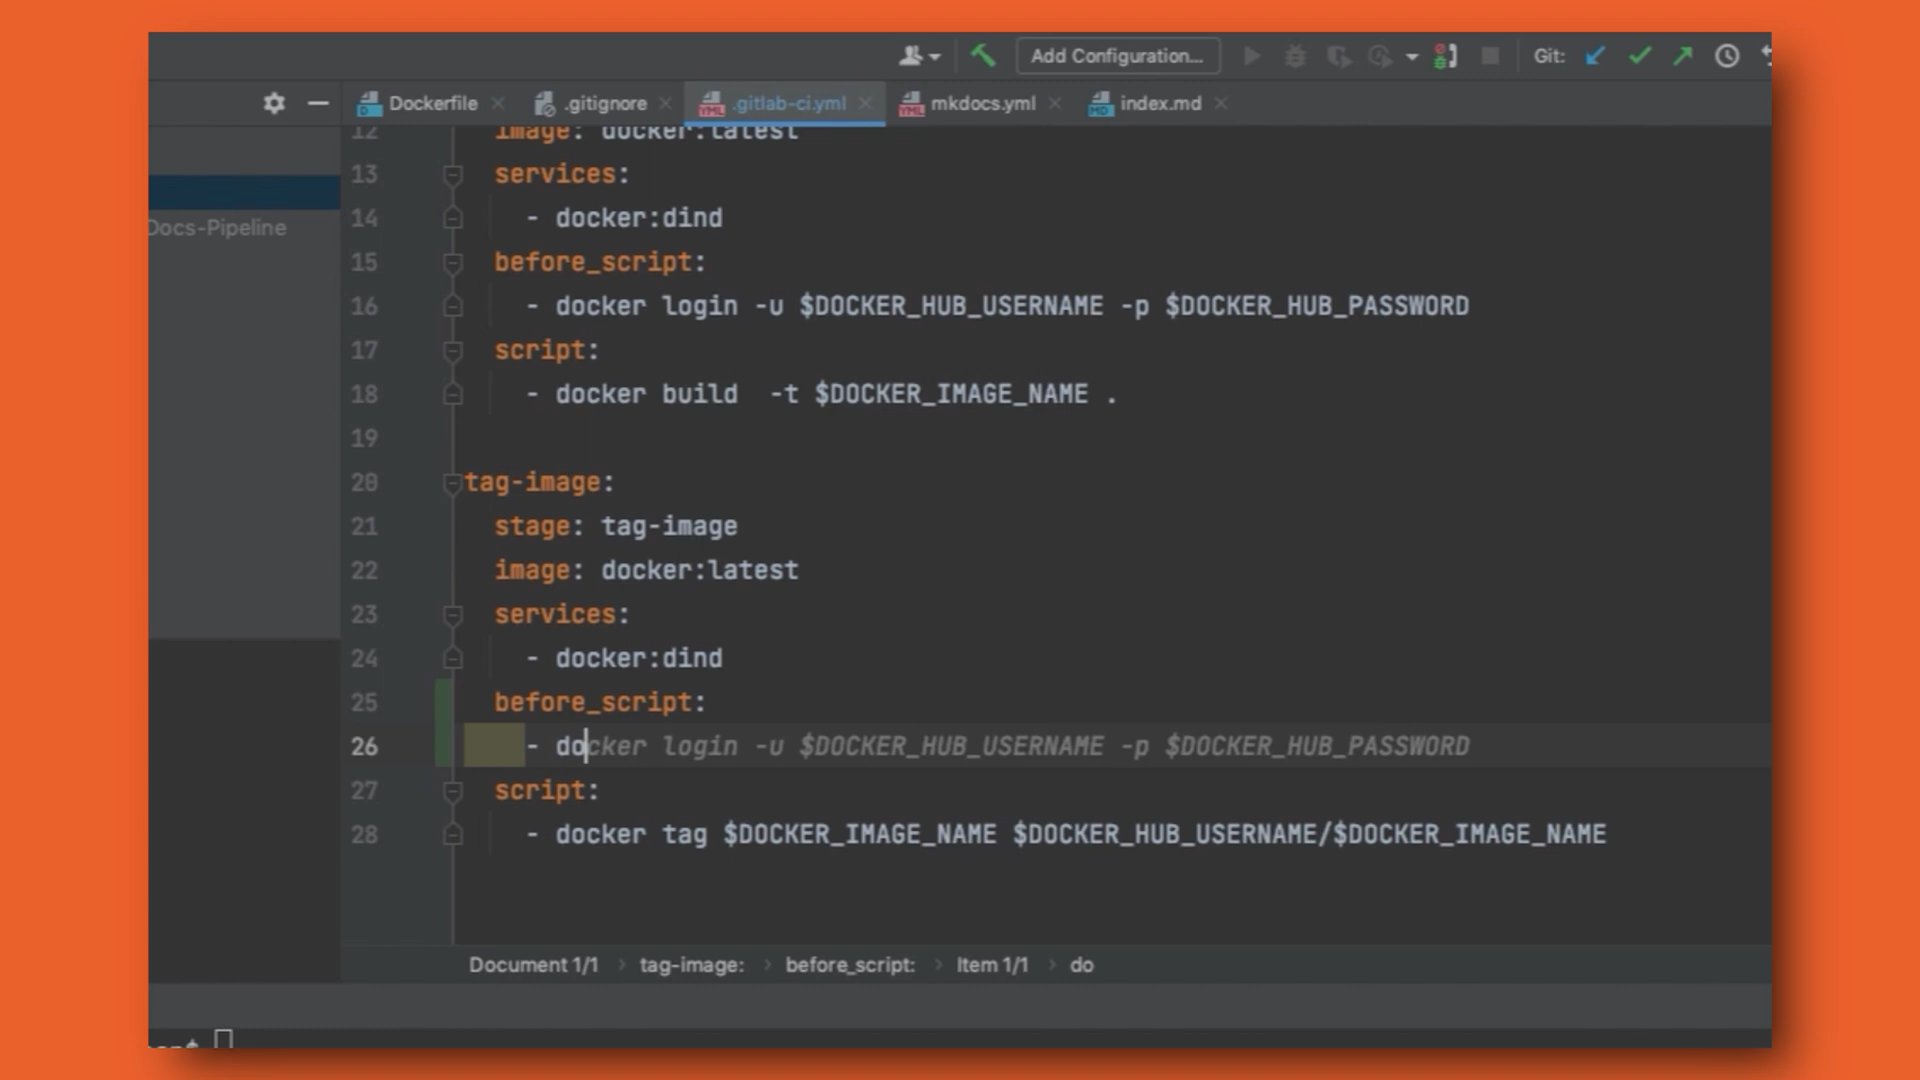 Add Configuration...
Git:
Dockerfile
.gitignore
.gitlab-ci.yml
mkdocs.yml
index.md
Docs-Pipeline
12 image: docker:latest
13 services:
14 - docker:dind
15 before_script:
16 - docker login -u $DOCKER_HUB_USERNAME -p $DOCKER_HUB_PASSWORD
17 script:
18 - docker build  -t $DOCKER_IMAGE_NAME .
19
20 tag-image:
21 stage: tag-image
22 image: docker:latest
23 services:
24 - docker:dind
25 before_script:
26 - docker login -u $DOCKER_HUB_USERNAME -p $DOCKER_HUB_PASSWORD
27 script:
28 - docker tag $DOCKER_IMAGE_NAME $DOCKER_HUB_USERNAME/$DOCKER_IMAGE_NAME
Document 1/1 › tag-image: › before_script: › Item 1/1 › do